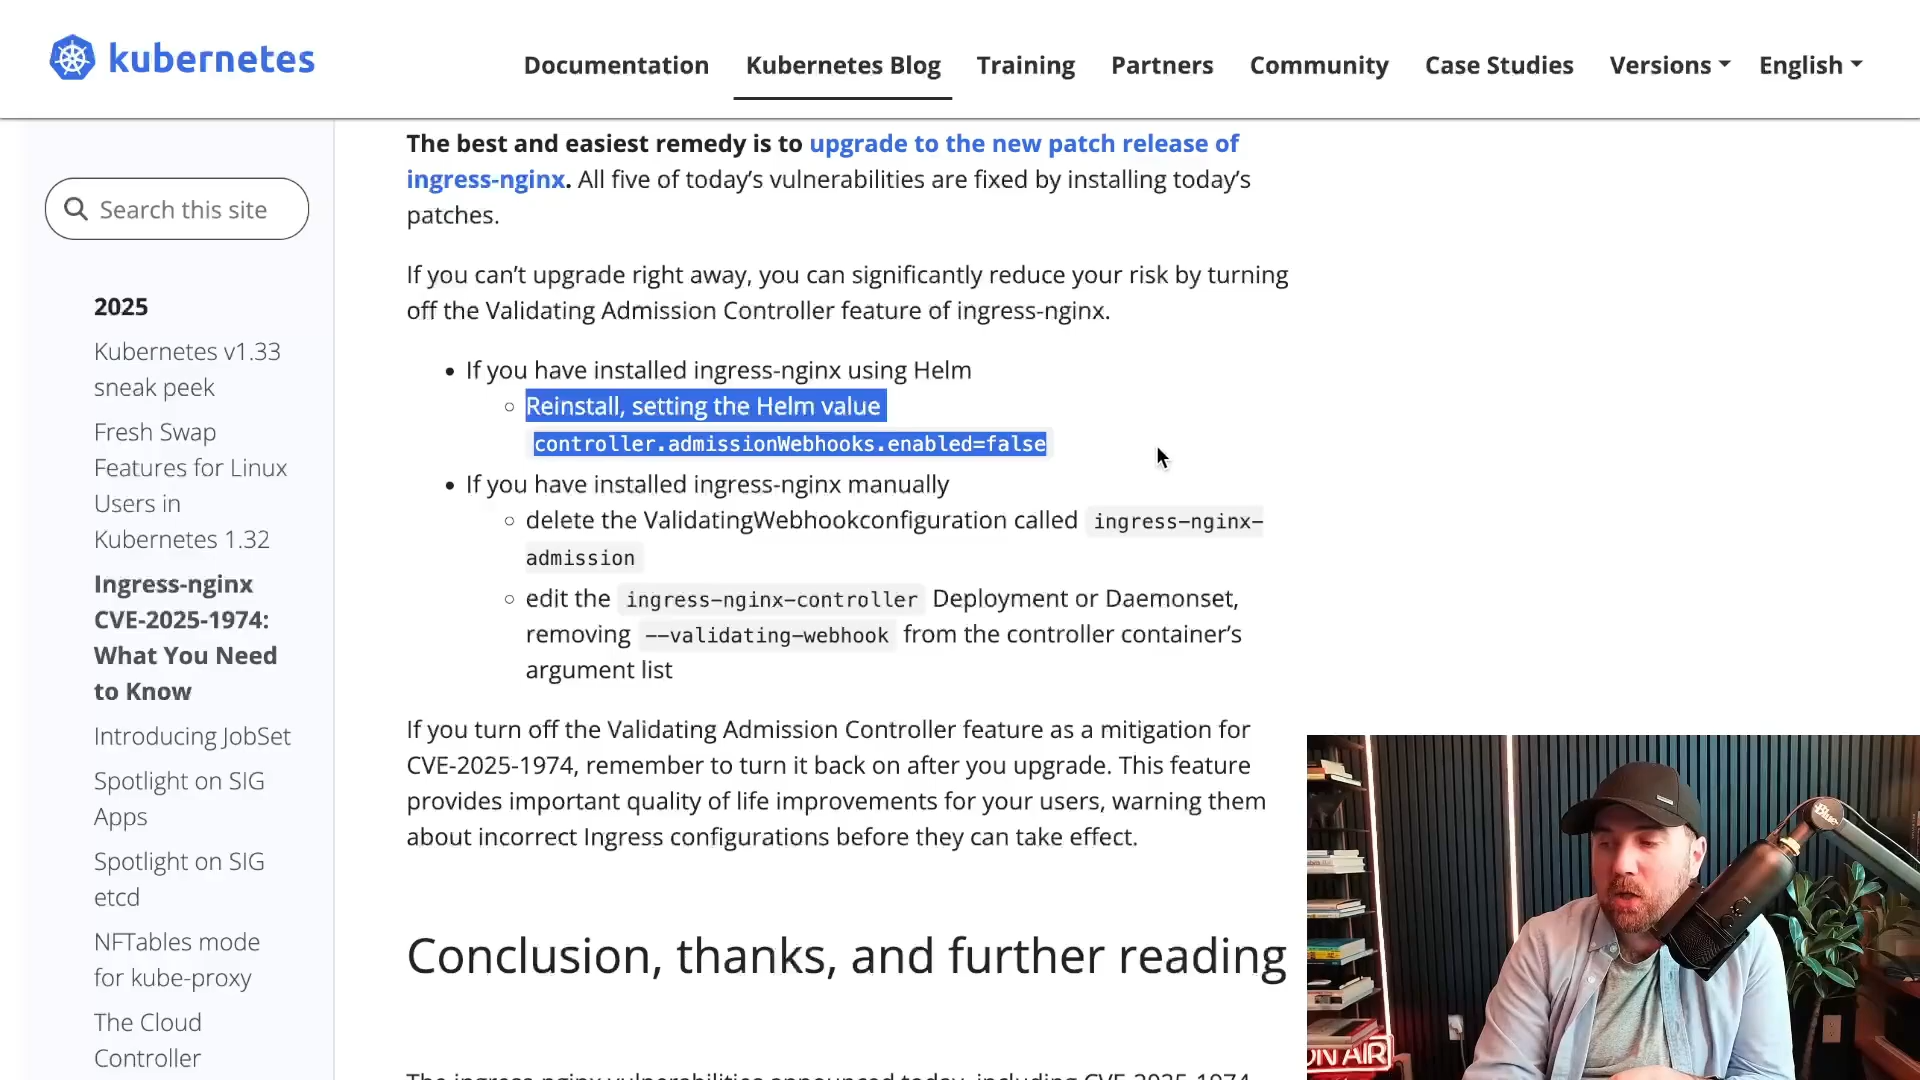 kubernetes
Documentation
Kubernetes Blog
Training
Partners
Community
Case Studies
Versions
English
Search this site
2025
Kubernetes v1.33
sneak peek
Fresh Swap
Features for Linux
Users in
Kubernetes 1.32
Ingress-nginx
CVE-2025-1974:
What You Need
to Know
Introducing JobSet
Spotlight on SIG
Apps
Spotlight on SIG
etcd
NFTables mode
for kube-proxy
The Cloud
Controller
The best and easiest remedy is to upgrade to the new patch release of
ingress-nginx. All five of today’s vulnerabilities are fixed by installing today’s
patches.
If you can’t upgrade right away, you can significantly reduce your risk by turning
off the Validating Admission Controller feature of ingress-nginx.
If you have installed ingress-nginx using Helm
Reinstall, setting the Helm value
controller.admissionWebhooks.enabled=false
If you have installed ingress-nginx manually
delete the ValidatingWebhookconfiguration called ingress-nginx-
admission
edit the ingress-nginx-controller Deployment or Daemonset,
removing --validating-webhook from the controller container’s
argument list
If you turn off the Validating Admission Controller feature as a mitigation for
CVE-2025-1974, remember to turn it back on after you upgrade. This feature
provides important quality of life improvements for your users, warning them
about incorrect Ingress configurations before they can take effect.
Conclusion, thanks, and further reading
The ingress-nginx vulnerabilities announced today, including CVE-2025-1974
Blue
ON AIR